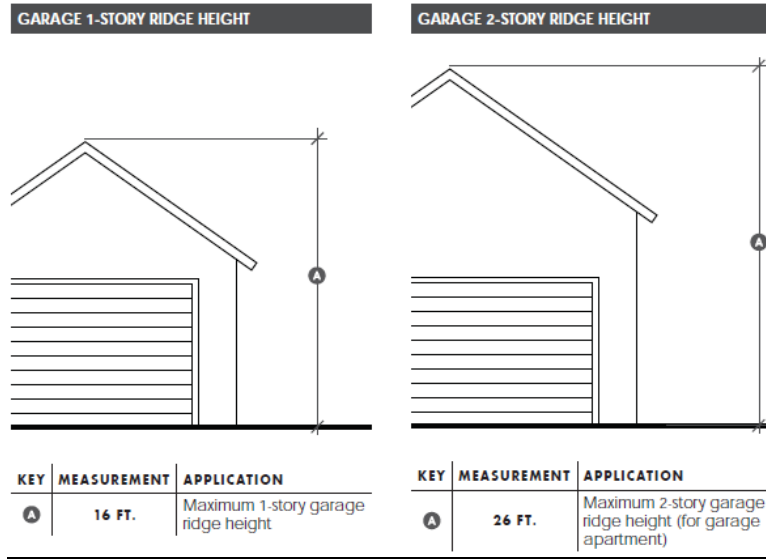 GARAGE 1-STORY RIDGE HEIGHT
A
KEY MEASUREMENT APPLICATION
A 16 FT. Maximum 1-story garage
ridge height
GARAGE 2-STORY RIDGE HEIGHT
A
KEY MEASUREMENT APPLICATION
A 26 FT. Maximum 2-story garage
ridge height (for garage
apartment)